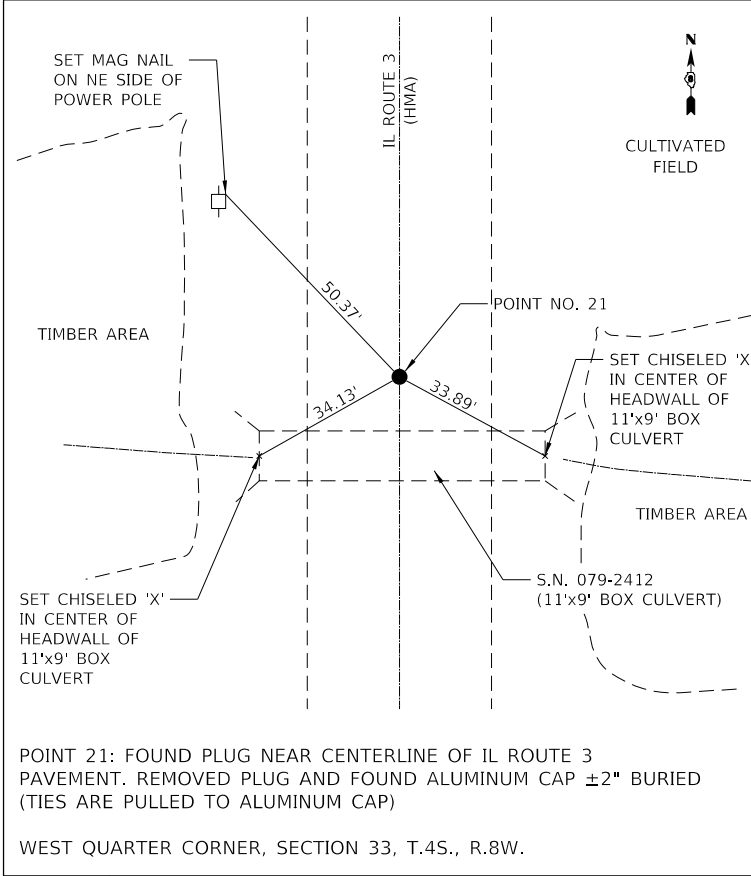 SET MAG NAIL
ON NE SIDE OF
POWER POLE
IL ROUTE 3
(HMA)
N
CULTIVATED
FIELD
50.37'
POINT NO. 21
TIMBER AREA
34.13'
33.89'
SET CHISELED 'X'
IN CENTER OF
HEADWALL OF
11'x9' BOX
CULVERT
TIMBER AREA
S.N. 079-2412
(11'x9' BOX CULVERT)
SET CHISELED 'X'
IN CENTER OF
HEADWALL OF
11'x9' BOX
CULVERT
POINT 21: FOUND PLUG NEAR CENTERLINE OF IL ROUTE 3
PAVEMENT. REMOVED PLUG AND FOUND ALUMINUM CAP ±2" BURIED
(TIES ARE PULLED TO ALUMINUM CAP)
WEST QUARTER CORNER, SECTION 33, T.4S., R.8W.